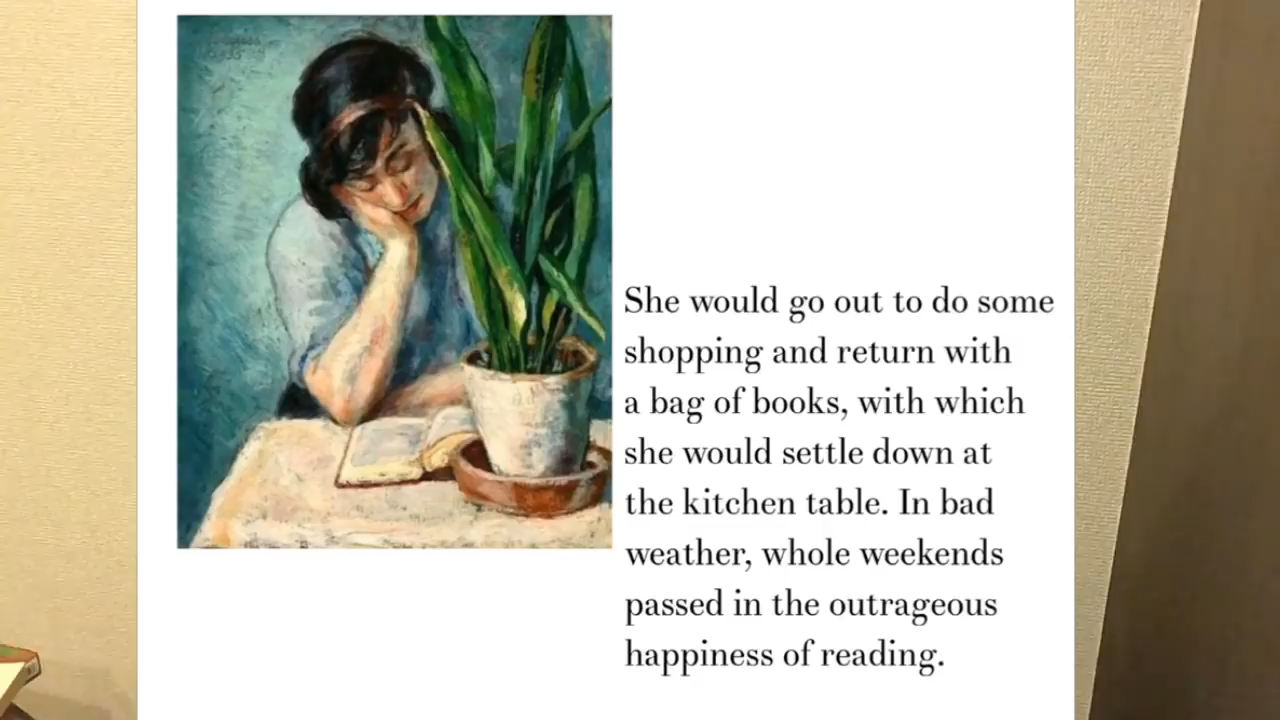 She would go out to do some
shopping and return with
a bag of books, with which
she would settle down at
the kitchen table. In bad
weather, whole weekends
passed in the outrageous
happiness of reading.